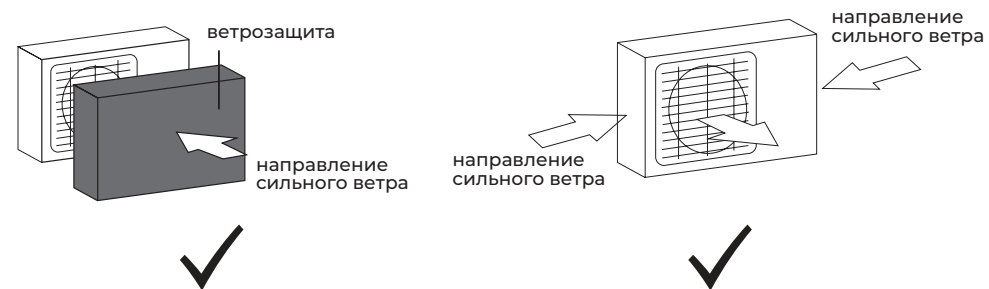 ветрозащита
направление
сильного ветра
направление
сильного ветра
направление
сильного ветра